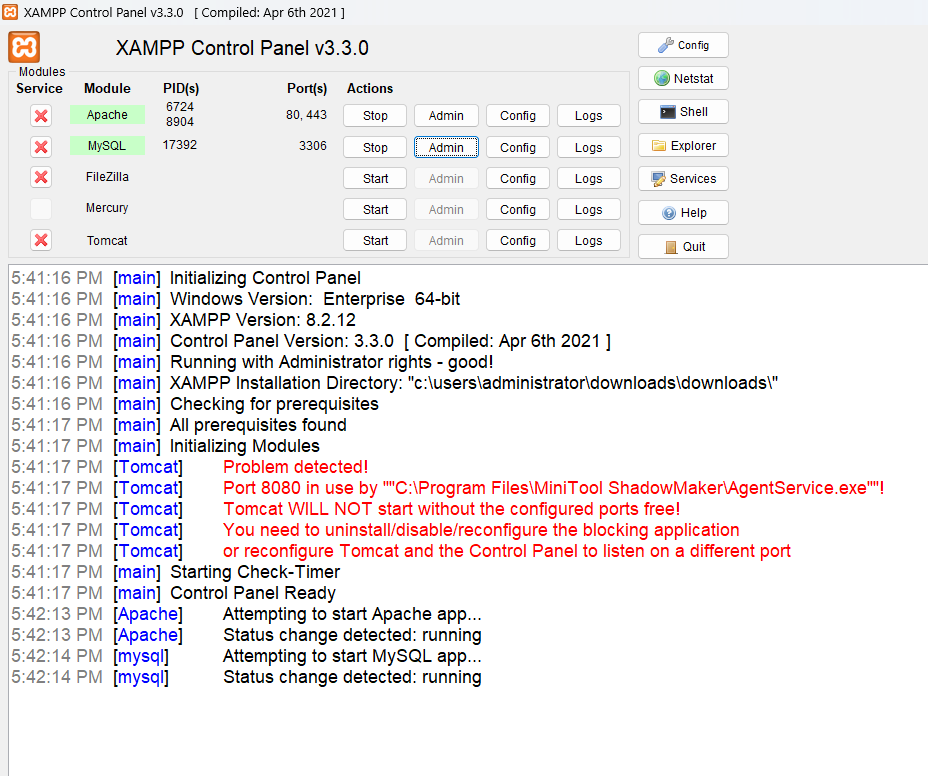 XAMPP Control Panel v3.3.0 [ Compiled: Apr 6th 2021 ]
XAMPP Control Panel v3.3.0
Config
Modules
Service Module PID(s) Port(s) Actions
Netstat
Apache 6724 8904 80, 443 Stop Admin Config Logs
Shell
MySQL 17392 3306 Stop Admin Config Logs
Explorer
FileZilla Start Admin Config Logs
Services
Mercury Start Admin Config Logs
Help
Tomcat Start Admin Config Logs
Quit
5:41:16 PM [main] Initializing Control Panel
5:41:16 PM [main] Windows Version: Enterprise 64-bit
5:41:16 PM [main] XAMPP Version: 8.2.12
5:41:16 PM [main] Control Panel Version: 3.3.0 [ Compiled: Apr 6th 2021 ]
5:41:16 PM [main] Running with Administrator rights - good!
5:41:16 PM [main] XAMPP Installation Directory: "c:\users\administrator\downloads\downloads\"
5:41:16 PM [main] Checking for prerequisites
5:41:17 PM [main] All prerequisites found
5:41:17 PM [main] Initializing Modules
5:41:17 PM [Tomcat] Problem detected!
5:41:17 PM [Tomcat] Port 8080 in use by ""C:\Program Files\MiniTool ShadowMaker\AgentService.exe""!
5:41:17 PM [Tomcat] Tomcat WILL NOT start without the configured ports free!
5:41:17 PM [Tomcat] You need to uninstall/disable/reconfigure the blocking application
5:41:17 PM [Tomcat] or reconfigure Tomcat and the Control Panel to listen on a different port
5:41:17 PM [main] Starting Check-Timer
5:41:17 PM [main] Control Panel Ready
5:42:13 PM [Apache] Attempting to start Apache app...
5:42:13 PM [Apache] Status change detected: running
5:42:14 PM [mysql] Attempting to start MySQL app...
5:42:14 PM [mysql] Status change detected: running